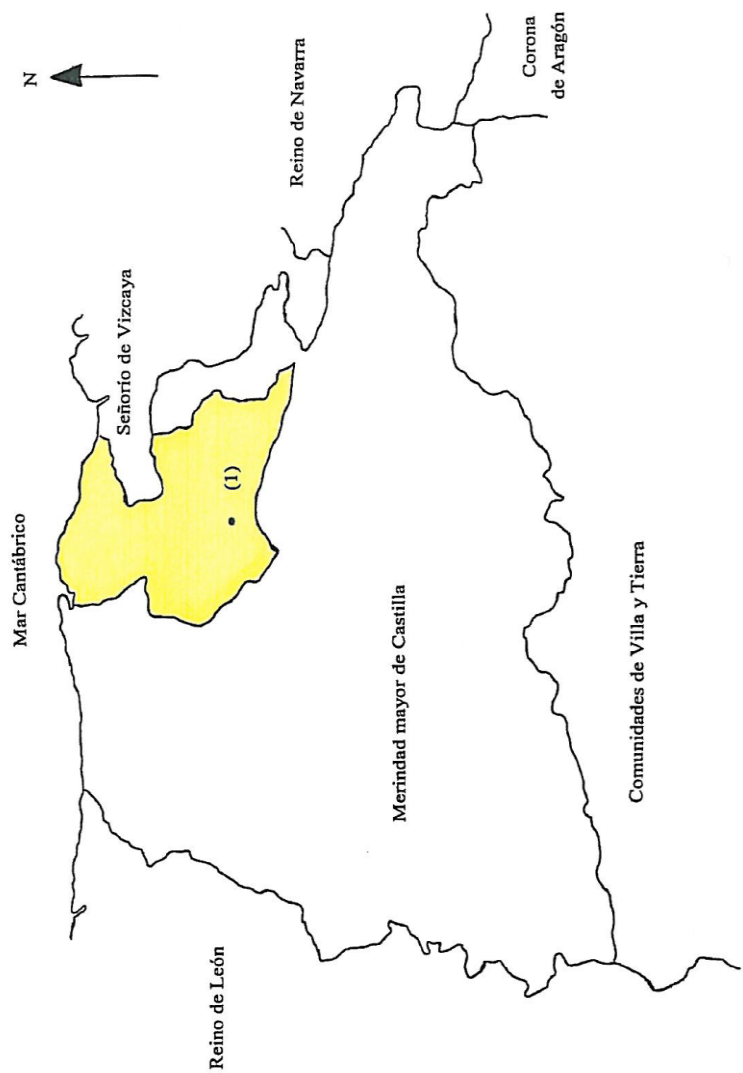 N
Mar Cantábrico
Señorío de Vizcaya
Reino de Navarra
Corona
de Aragón
(1)
Reino de León
Merindad mayor de Castilla
Comunidades de Villa y Tierra